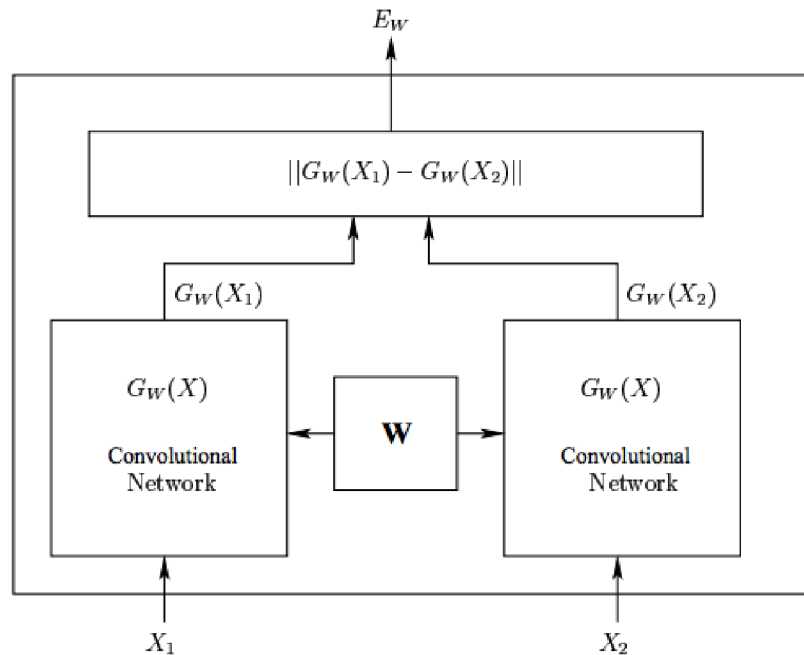 E_W
||G_W(X_1) − G_W(X_2)||
G_W(X_1)
G_W(X_2)
G_W(X)
Convolutional
Network
W
G_W(X)
Convolutional
Network
X_1
X_2